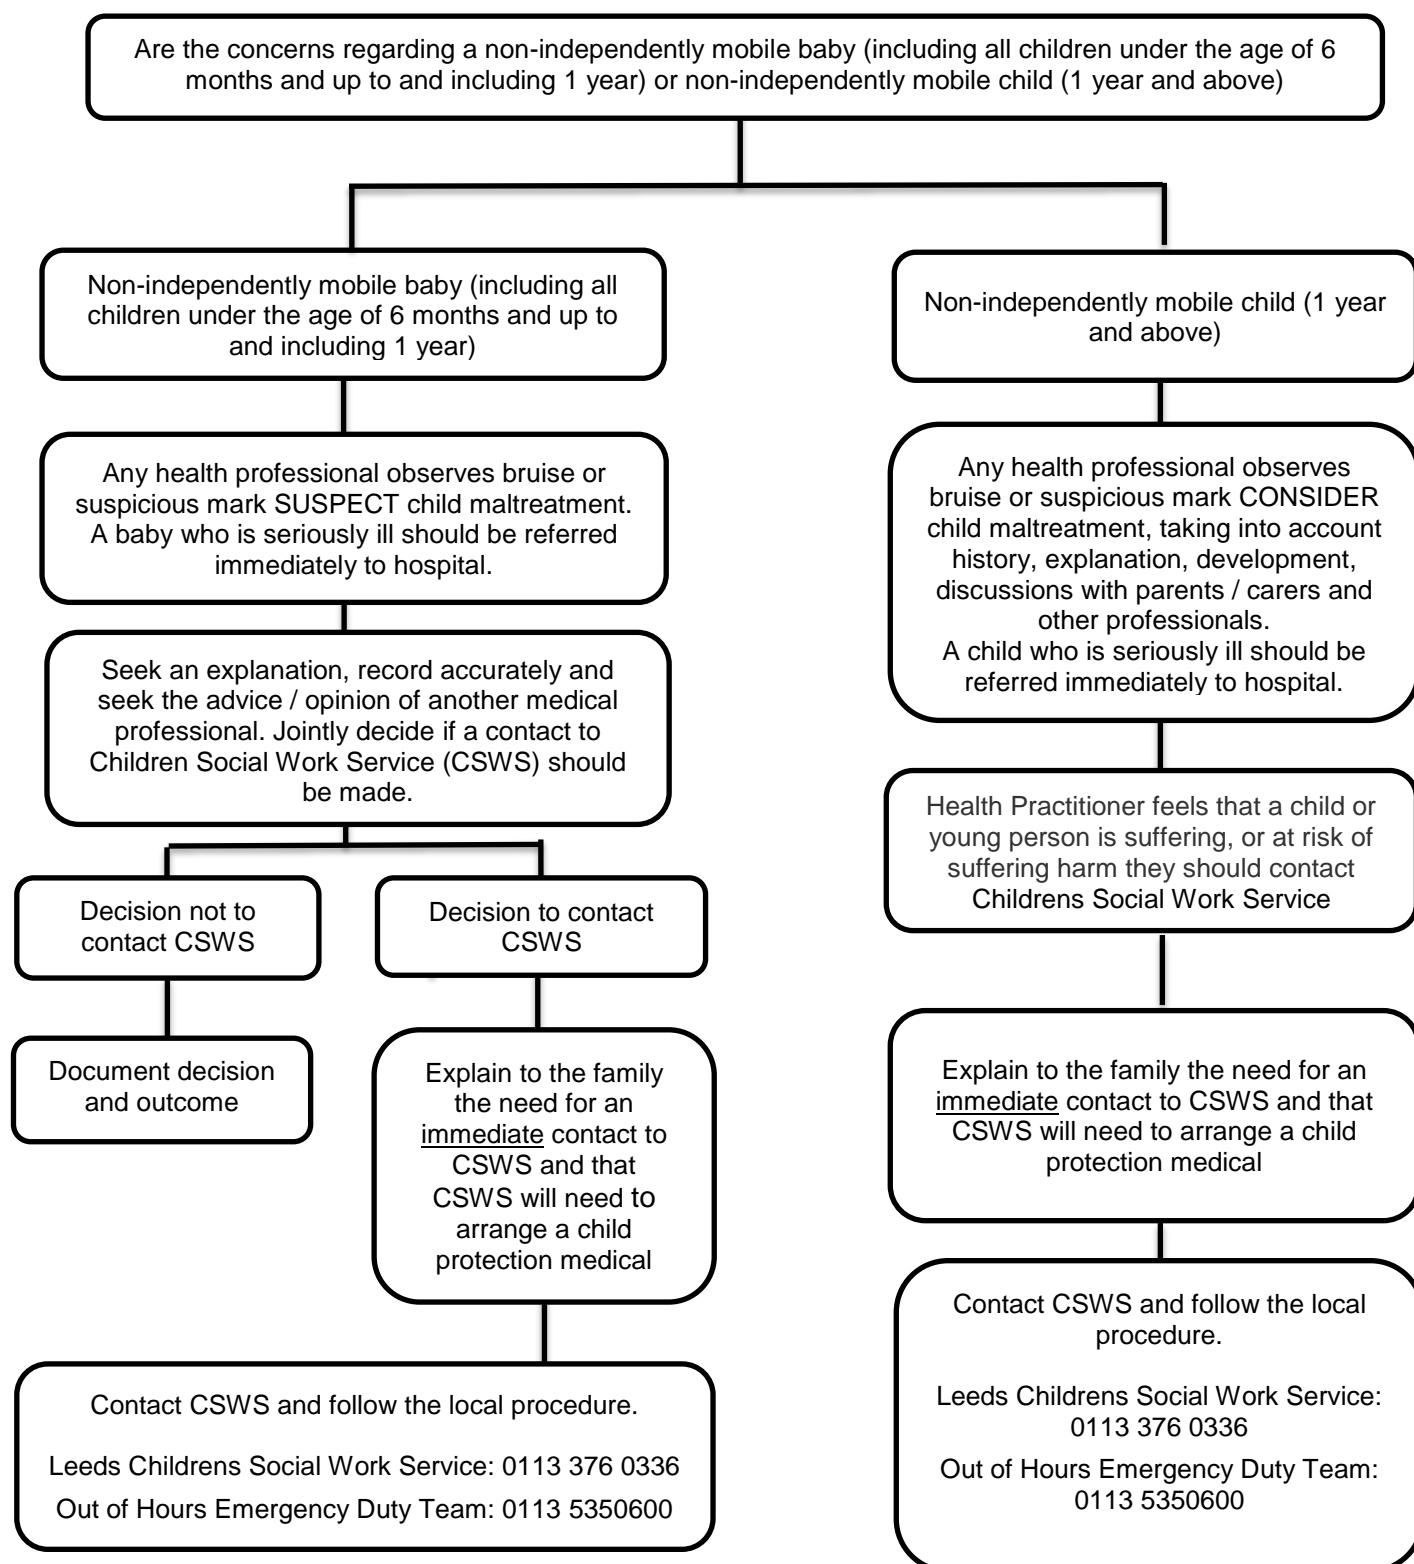 Are the concerns regarding a non-independently mobile baby (including all children under the age of 6
months and up to and including 1 year) or non-independently mobile child (1 year and above)
Non-independently mobile baby (including all
children under the age of 6 months and up to
and including 1 year)
Any health professional observes bruise or
suspicious mark SUSPECT child maltreatment.
A baby who is seriously ill should be referred
immediately to hospital.
Seek an explanation, record accurately and
seek the advice / opinion of another medical
professional. Jointly decide if a contact to
Children Social Work Service (CSWS) should
be made.
Decision not to
contact CSWS
Document decision
and outcome
Decision to contact
CSWS
Explain to the family
the need for an
immediate contact to
CSWS and that
CSWS will need to
arrange a child
protection medical
Contact CSWS and follow the local procedure.
Leeds Childrens Social Work Service: 0113 376 0336
Out of Hours Emergency Duty Team: 0113 5350600
Non-independently mobile child (1 year
and above)
Any health professional observes
bruise or suspicious mark CONSIDER
child maltreatment, taking into account
history, explanation, development,
discussions with parents / carers and
other professionals.
A child who is seriously ill should be
referred immediately to hospital.
Health Practitioner feels that a child or
young person is suffering, or at risk of
suffering harm they should contact
Childrens Social Work Service
Explain to the family the need for an
immediate contact to CSWS and that
CSWS will need to arrange a child
protection medical
Contact CSWS and follow the local
procedure.
Leeds Childrens Social Work Service:
0113 376 0336
Out of Hours Emergency Duty Team:
0113 5350600